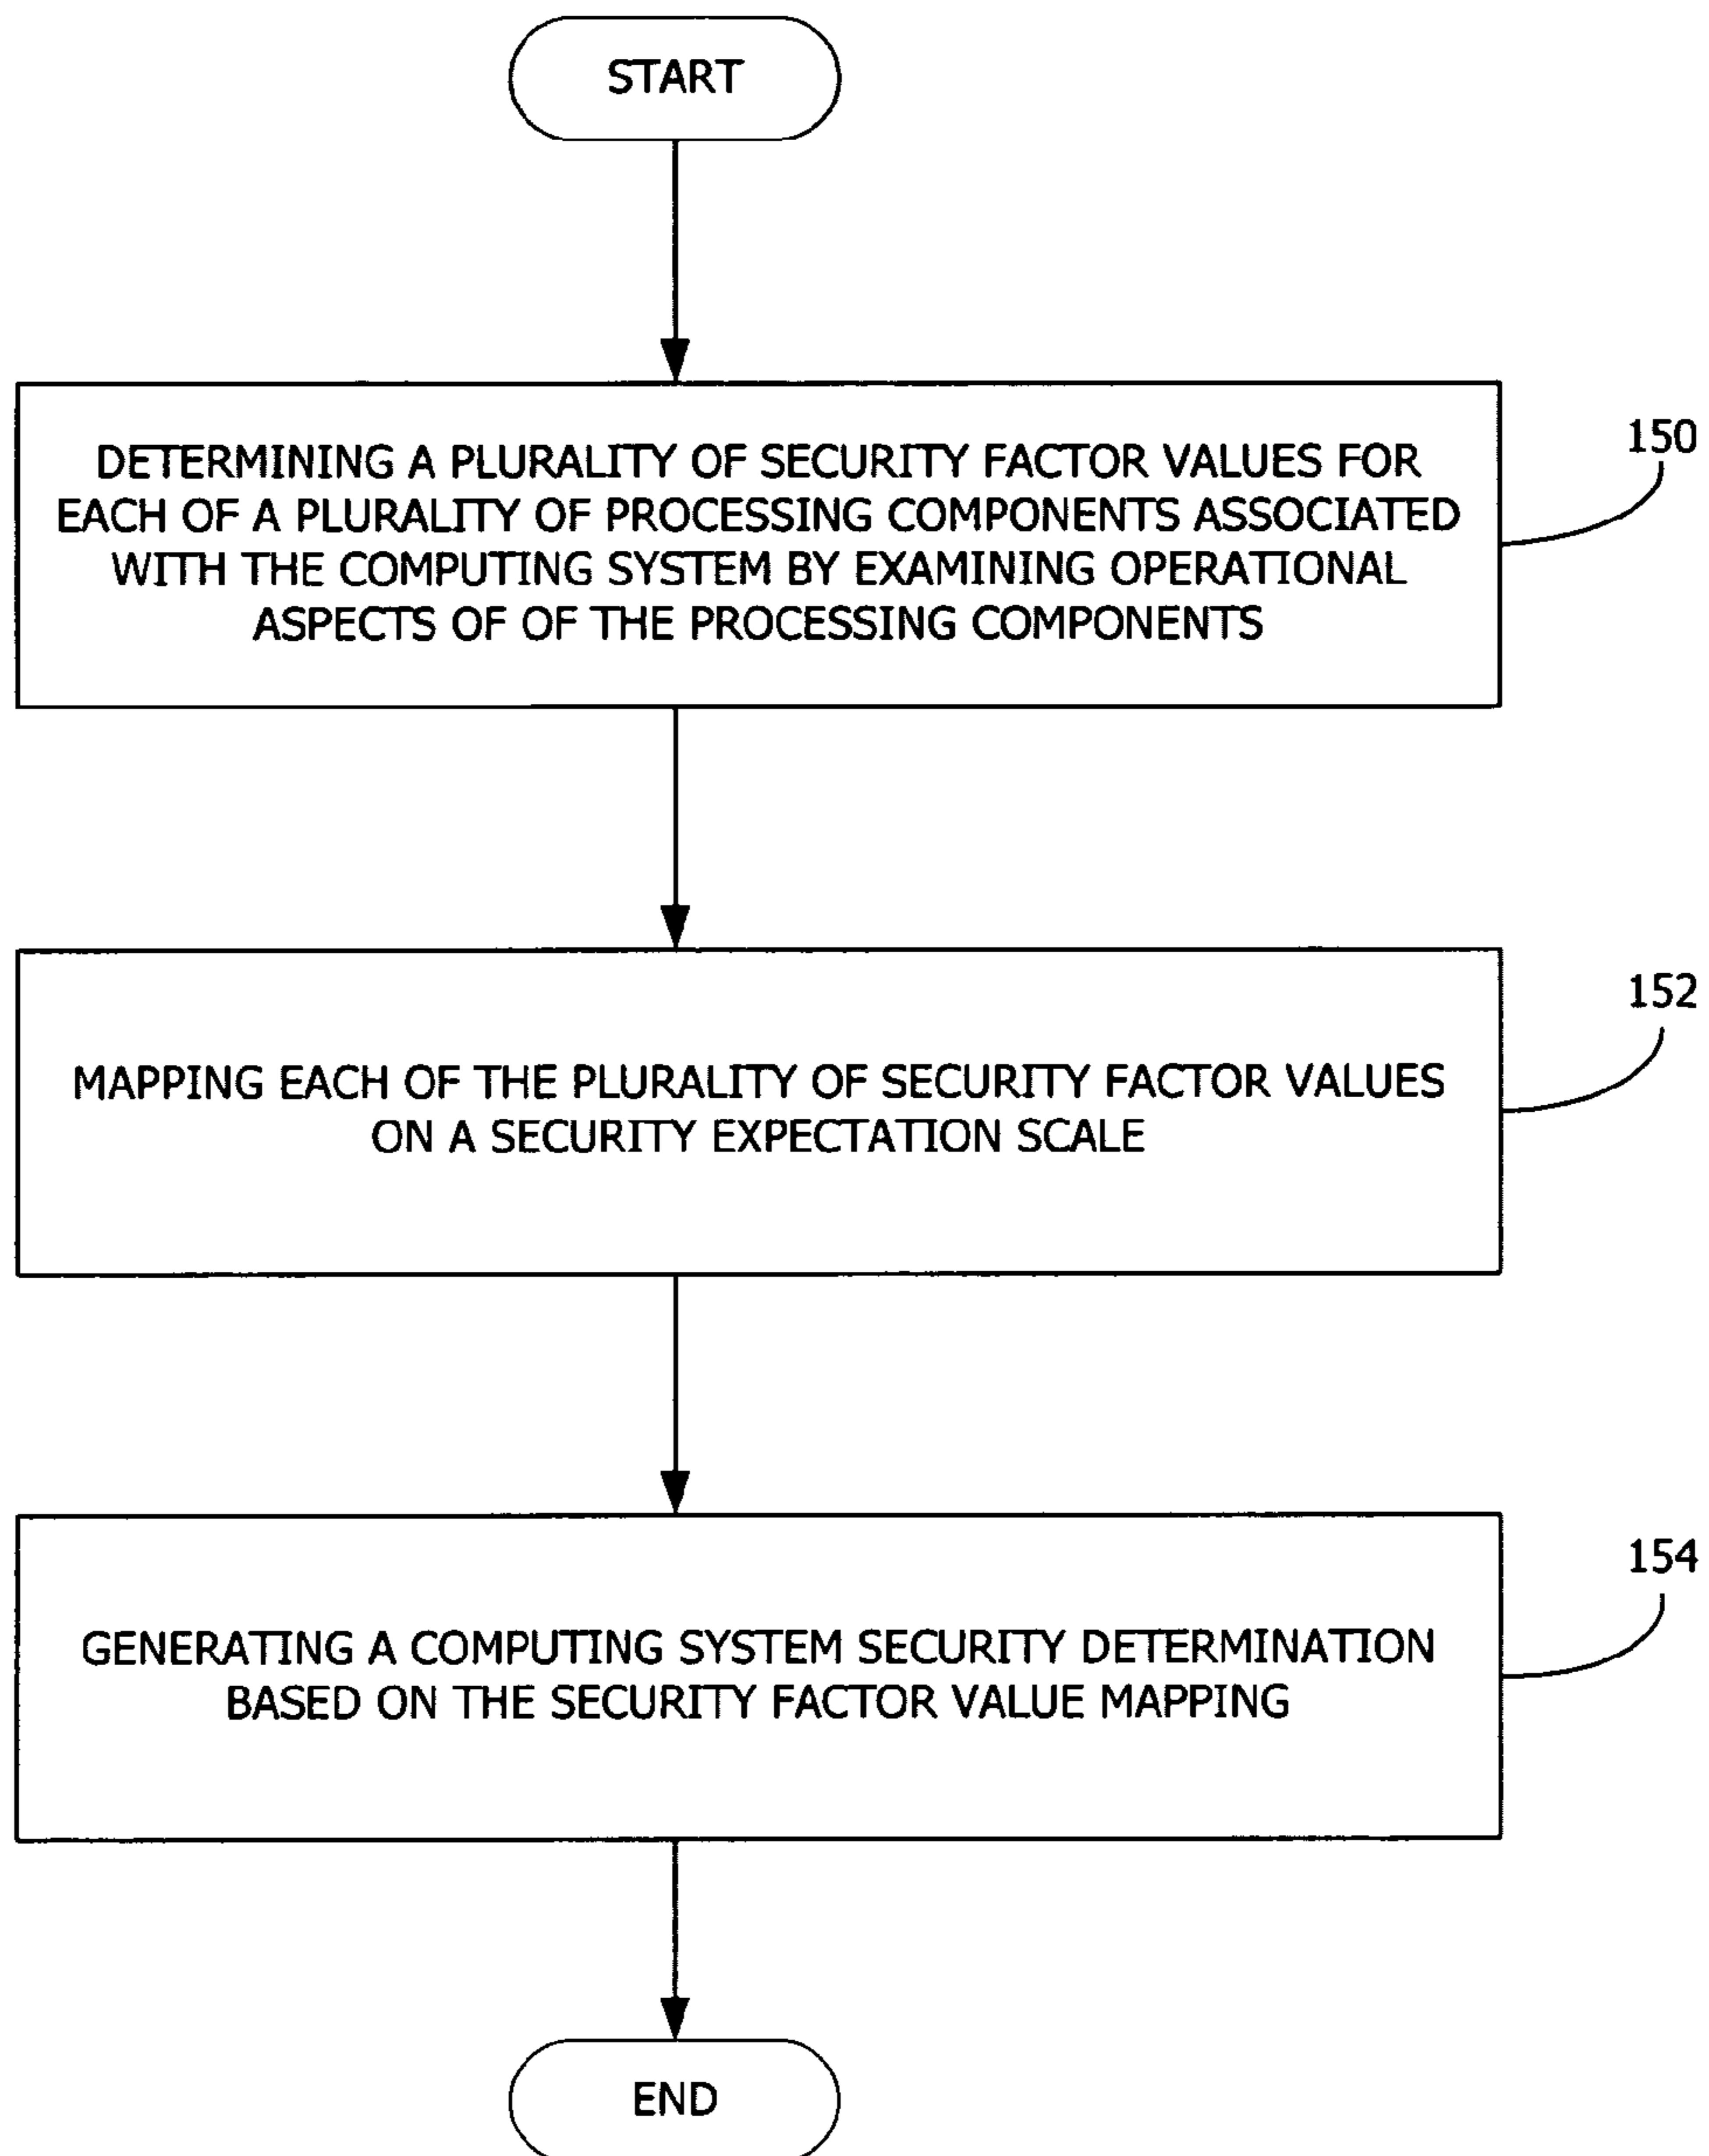 START
DETERMINING A PLURALITY OF SECURITY FACTOR VALUES FOR
EACH OF A PLURALITY OF PROCESSING COMPONENTS ASSOCIATED
WITH THE COMPUTING SYSTEM BY EXAMINING OPERATIONAL
ASPECTS OF OF THE PROCESSING COMPONENTS
150
MAPPING EACH OF THE PLURALITY OF SECURITY FACTOR VALUES
ON A SECURITY EXPECTATION SCALE
152
GENERATING A COMPUTING SYSTEM SECURITY DETERMINATION
BASED ON THE SECURITY FACTOR VALUE MAPPING
154
END